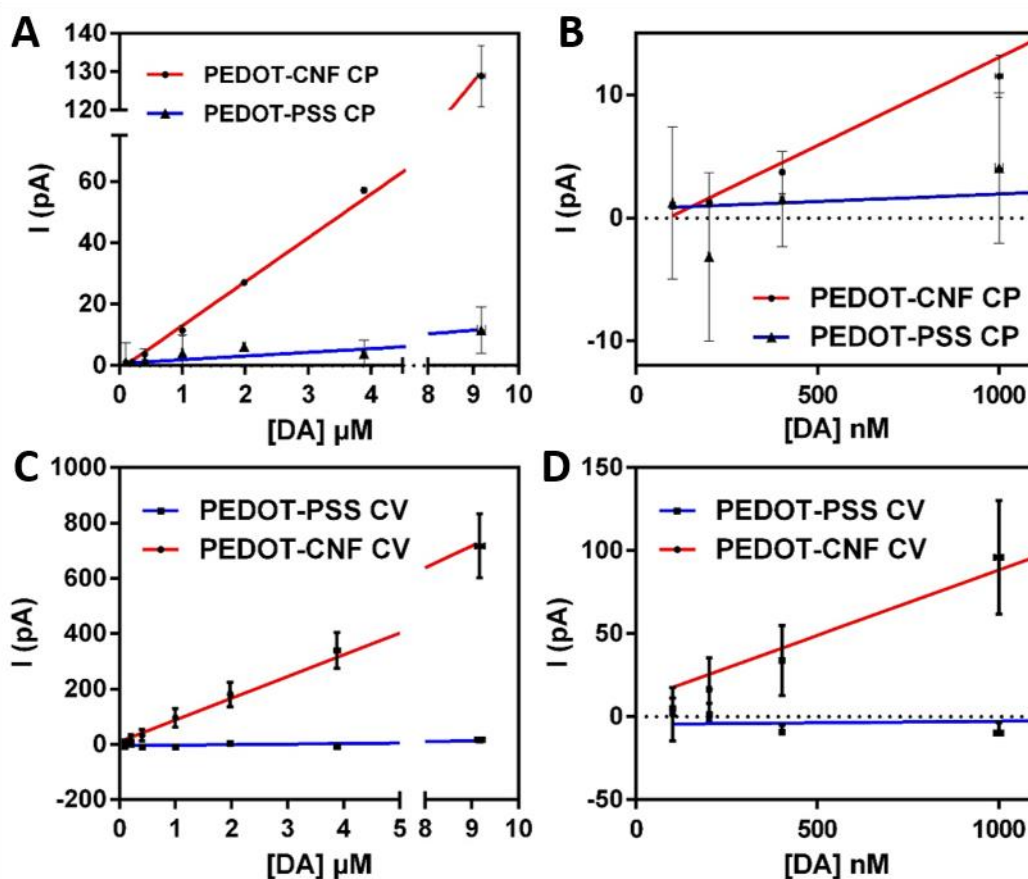 A
I (pA)
140
130
120
60
40
20
0
PEDOT-CNF CP
PEDOT-PSS CP
0 1 2 3 4 8 9 10
[DA] µM
B
I (pA)
10
0
-10
PEDOT-CNF CP
PEDOT-PSS CP
0 500 1000
[DA] nM
C
I (pA)
1000
800
600
400
200
0
-200
PEDOT-PSS CV
PEDOT-CNF CV
0 1 2 3 4 5 8 9 10
[DA] µM
D
I (pA)
150
100
50
0
-50
PEDOT-PSS CV
PEDOT-CNF CV
0 500 1000
[DA] nM